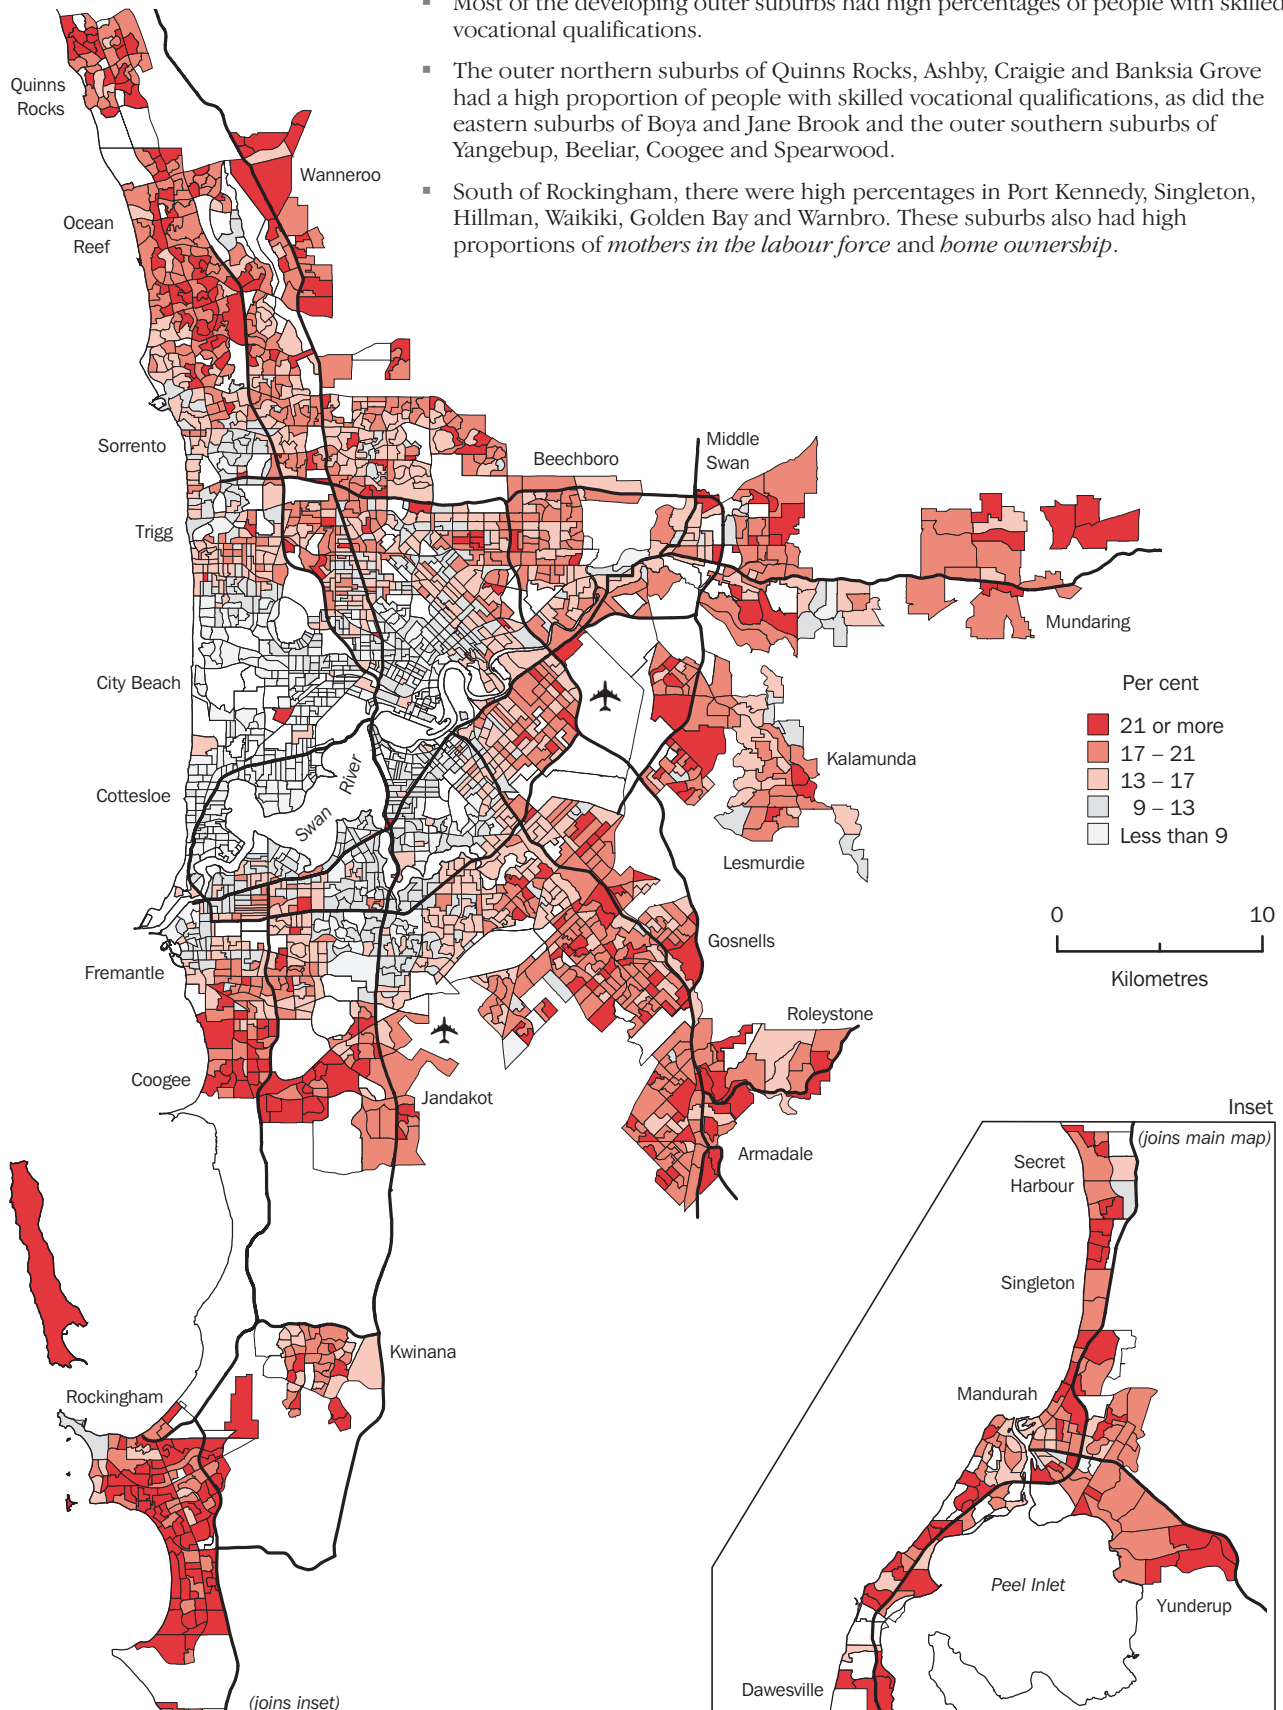 Most of the developing outer suburbs had high percentages of people with skilled
vocational qualifications.
The outer northern suburbs of Quinns Rocks, Ashby, Craigie and Banksia Grove
had a high proportion of people with skilled vocational qualifications, as did the
eastern suburbs of Boya and Jane Brook and the outer southern suburbs of
Yangebup, Beeliar, Coogee and Spearwood.
South of Rockingham, there were high percentages in Port Kennedy, Singleton,
Hillman, Waikiki, Golden Bay and Warnbro. These suburbs also had high
proportions of mothers in the labour force and home ownership.
Quinns
Rocks
Wanneroo
Ocean
Reef
Sorrento
Beechboro
Middle
Swan
Trigg
Mundaring
City Beach
Per cent
21 or more
17 – 21
13 – 17
9 – 13
Less than 9
Kalamunda
Cottesloe
Swan River
Lesmurdie
0 10
Kilometres
Gosnells
Fremantle
Roleystone
Coogee
Jandakot
Armadale
Inset
(joins main map)
Secret
Harbour
Singleton
Kwinana
Rockingham
Mandurah
Peel Inlet
Yunderup
Dawesville
(joins inset)